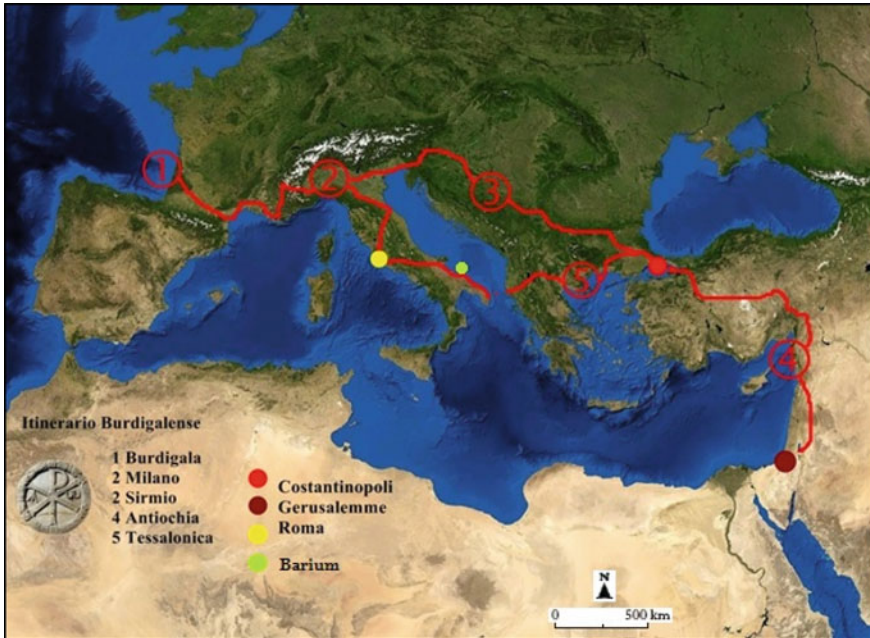 1
2
3
5
4
Itinerario Burdigalense
1 Burdigala
2 Milano
2 Sirmio
4 Antiochia
5 Tessalonica
Costantinopoli
Gerusalemme
Roma
Barium
N
0 500 km